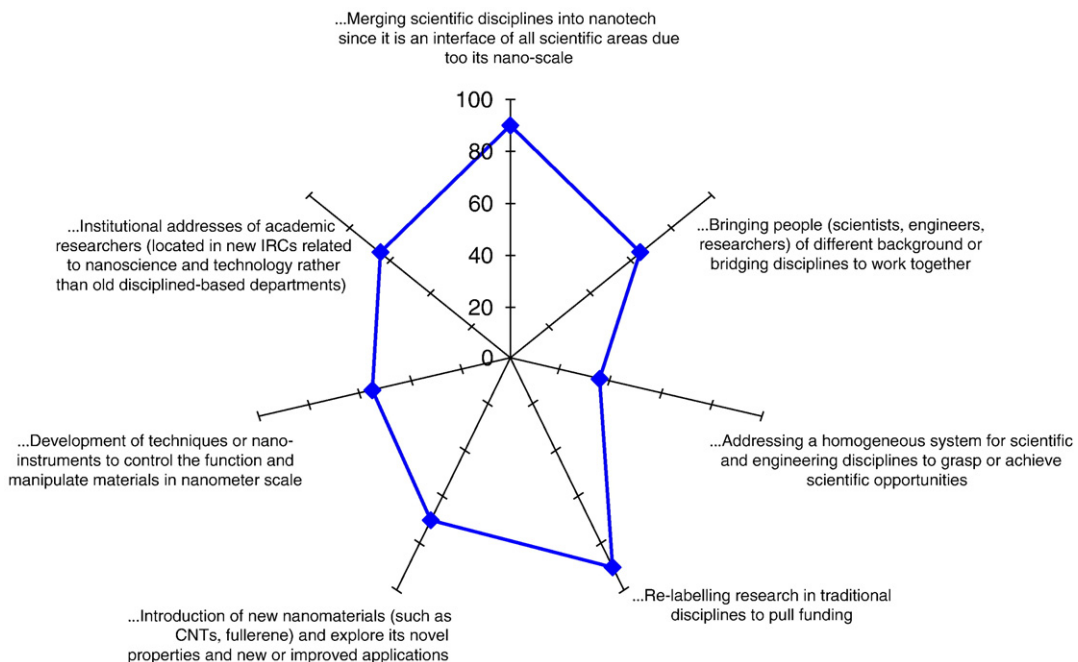 ...Merging scientific disciplines into nanotech
since it is an interface of all scientific areas due
too its nano-scale
100
80
60
40
20
0
...Bringing people (scientists, engineers,
researchers) of different background or
bridging disciplines to work together
...Addressing a homogeneous system for scientific
and engineering disciplines to grasp or achieve
scientific opportunities
...Re-labelling research in traditional
disciplines to pull funding
...Introduction of new nanomaterials (such as
CNTs, fullerene) and explore its novel
properties and new or improved applications
...Development of techniques or nano-
instruments to control the function and
manipulate materials in nanometer scale
...Institutional addresses of academic
researchers (located in new IRCs related
to nanoscience and technology rather
than old disciplined-based departments)